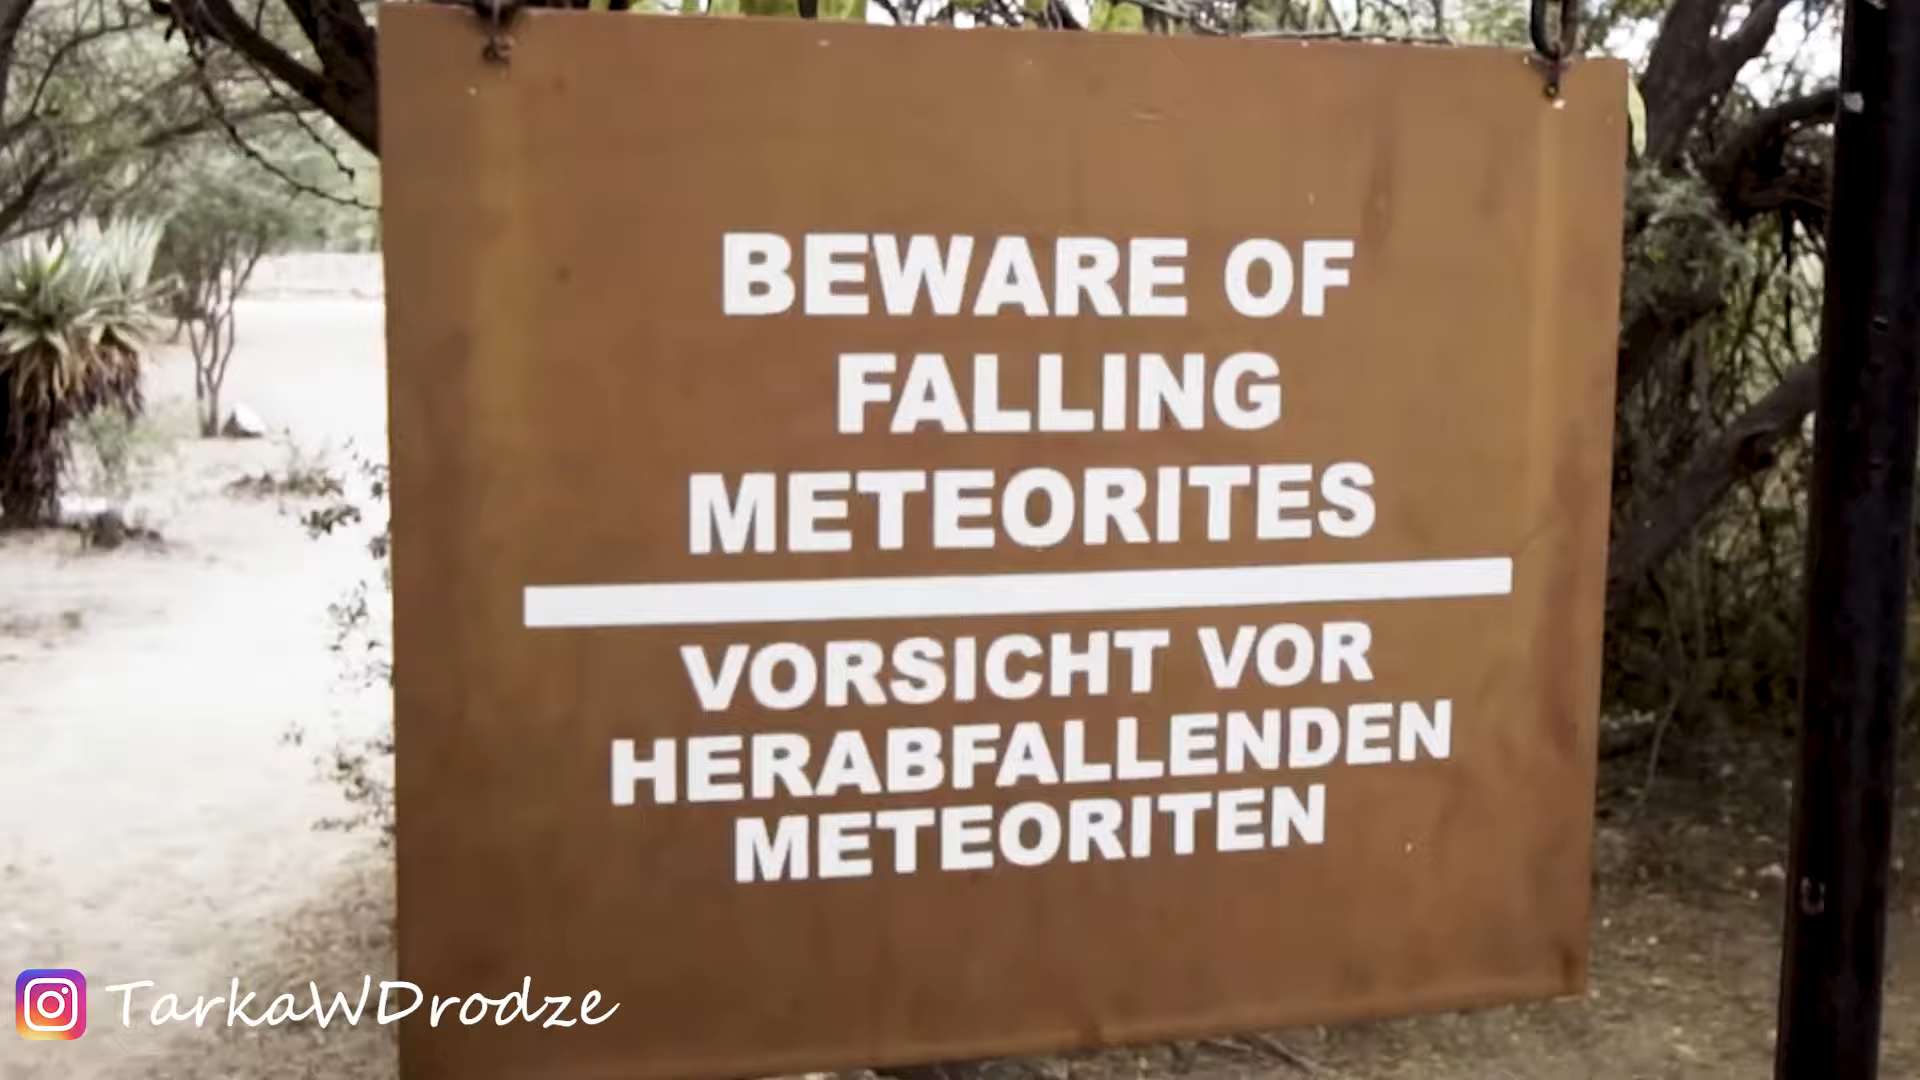 BEWARE OF
FALLING
METEORITES
VORSICHT VOR
HERABFALLENDEN
METEORITEN
TarkaWDrodze